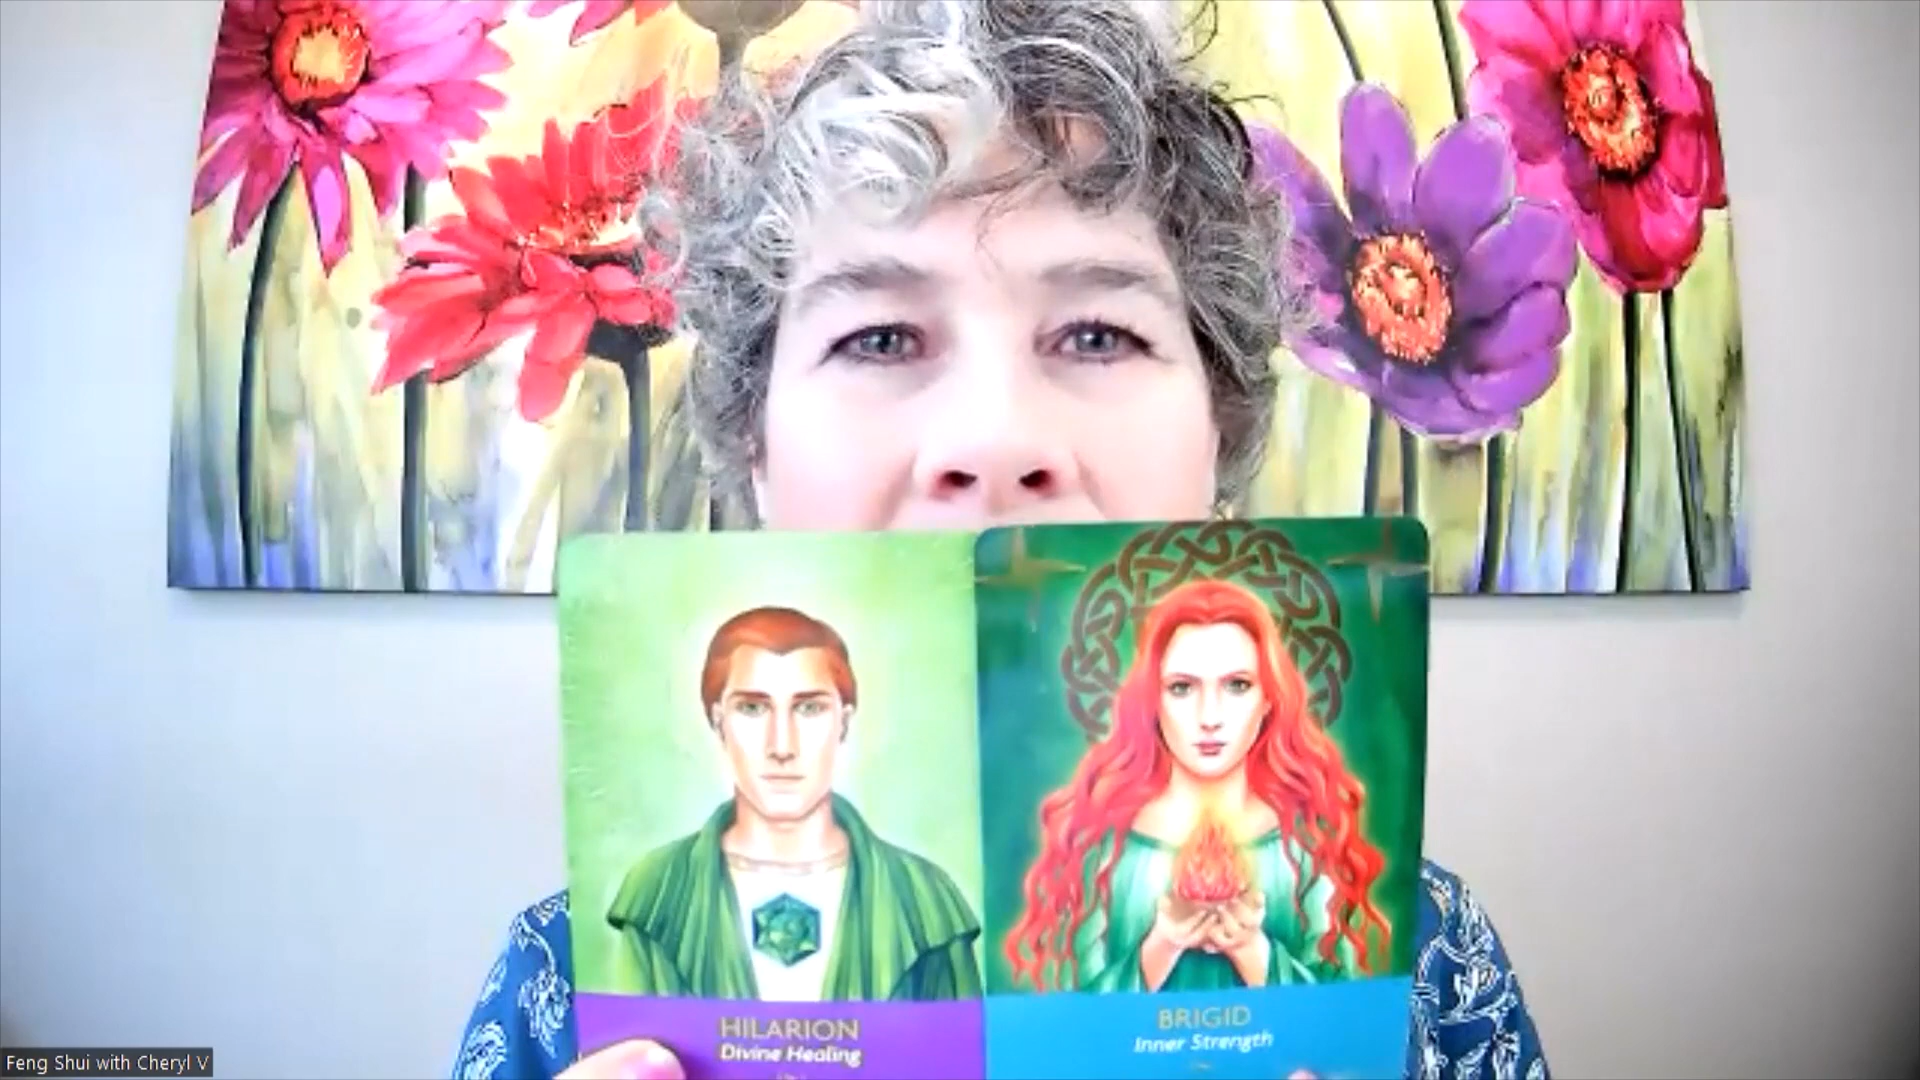 HILARION
Divine Healing
BRIGID
Inner Strength
Feng Shui with Cheryl V